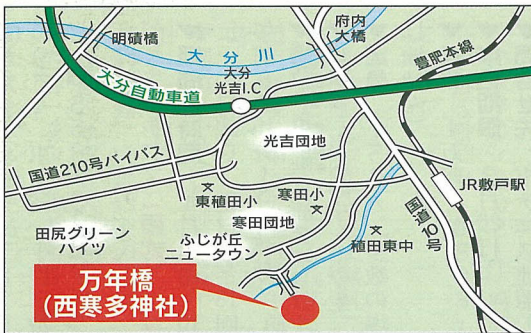 明磧橋
大分川
府内
大橋
豊肥本線
大分自動車道
大分
光吉I.C
国道210号バイパス
光吉団地
JR敷戸駅
東稙田小
寒田小
寒田団地
稙田東中
国道10号
田尻グリーン
ハイツ
ふじが丘
ニュータウン
万年橋
(西寒多神社)